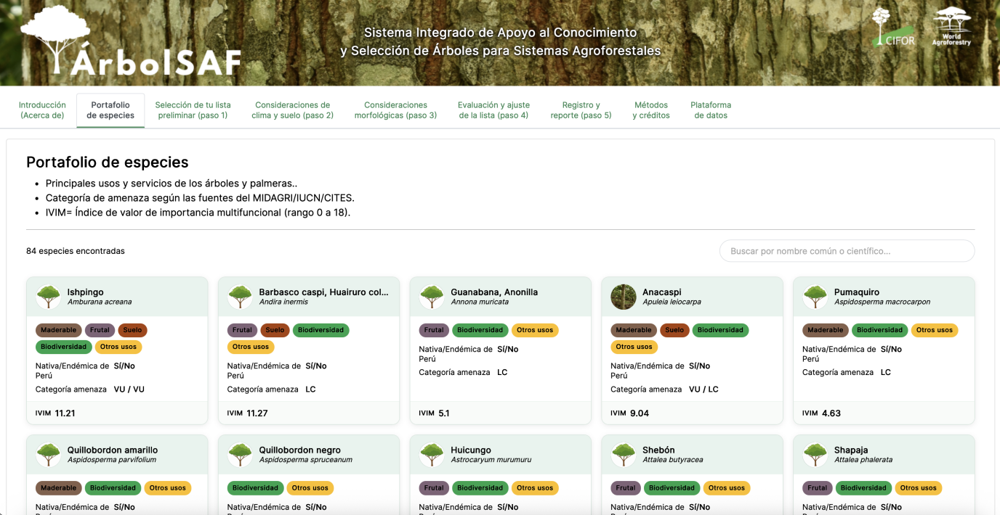 ÁrbolSAF
Sistema Integrado de Apoyo al Conocimiento
y Selección de Árboles para Sistemas Agroforestales
CIFOR
World
Agroforestry
Introducción
(Acerca de)
Portafolio
de especies
Selección de tu lista
preliminar (paso 1)
Consideraciones de
clima y suelo (paso 2)
Consideraciones
morfológicas (paso 3)
Evaluación y ajuste
de la lista (paso 4)
Registro y
reporte (paso 5)
Métodos
y créditos
Plataforma
de datos
Portafolio de especies
• Principales usos y servicios de los árboles y palmeras..
• Categoría de amenaza según las fuentes del MIDAGRI/IUCN/CITES.
• IVIM= Índice de valor de importancia multifuncional (rango 0 a 18).
84 especies encontradas
Buscar por nombre común o científico...
Ishpingo
Amburana acreana
Maderable Frutal Suelo
Biodiversidad Otros usos
Nativa/Endémica de Sí/No
Perú
Categoría amenaza VU / VU
IVIM 11.21
Barbasco caspi, Huairuro col...
Andira inermis
Frutal Suelo Biodiversidad
Otros usos
Nativa/Endémica de Sí/No
Perú
Categoría amenaza LC
IVIM 11.27
Guanabana, Anonilla
Annona muricata
Frutal Biodiversidad Otros usos
Nativa/Endémica de Sí/No
Perú
Categoría amenaza LC
IVIM 5.1
Anacaspi
Apuleia leiocarpa
Maderable Suelo Biodiversidad
Otros usos
Nativa/Endémica de Sí/No
Perú
Categoría amenaza VU / LC
IVIM 9.04
Pumaquiro
Aspidosperma macrocarpon
Maderable Biodiversidad Otros usos
Nativa/Endémica de Sí/No
Perú
Categoría amenaza LC
IVIM 4.63
Quillobordon amarillo
Aspidosperma parvifolium
Maderable Biodiversidad Otros usos
Nativa/Endémica de Sí/No
Quillobordon negro
Aspidosperma spruceanum
Biodiversidad Otros usos
Nativa/Endémica de Sí/No
Huicungo
Astrocaryum murumuru
Frutal Biodiversidad Otros usos
Nativa/Endémica de Sí/No
Shebón
Attalea butyracea
Frutal Biodiversidad Otros usos
Nativa/Endémica de Sí/No
Shapaja
Attalea phalerata
Frutal Biodiversidad Otros usos
Nativa/Endémica de Sí/No